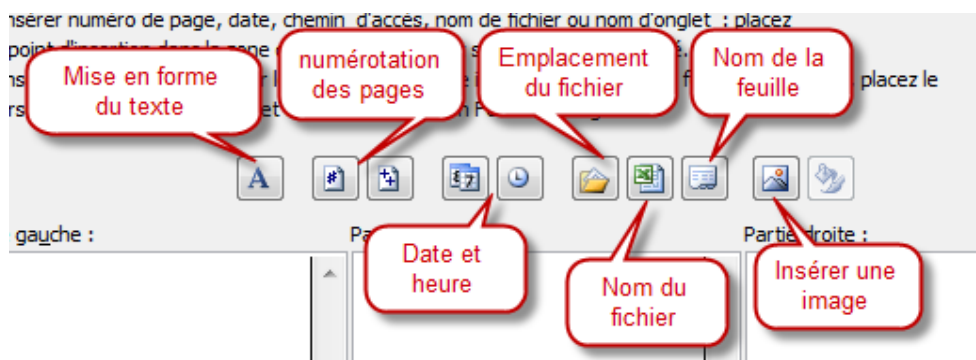 nsérer numéro de page, date, chemin d'accès, nom de fichier ou nom d'onglet : placez
placez le
Mise en forme
du texte
numérotation
des pages
Emplacement
du fichier
Nom de la
feuille
A
gauche :
Partie droite :
Date et
heure
Nom du
fichier
Insérer une
image